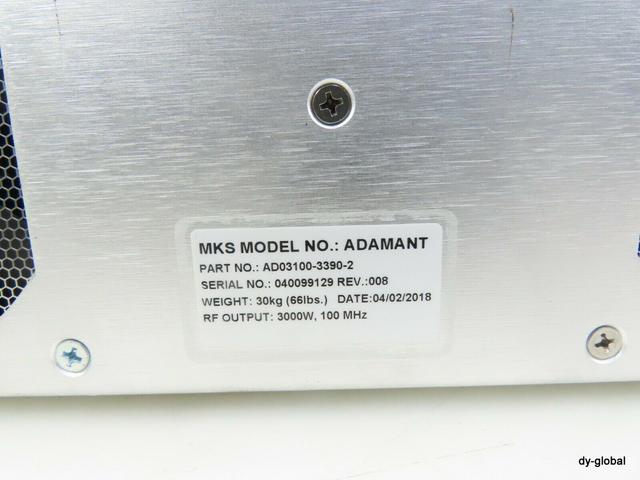 MKS MODEL NO.: ADAMANT
PART NO.: AD03100-3390-2
SERIAL NO.: 040099129 REV.:008
WEIGHT: 30kg (66lbs.) DATE:04/02/2018
RF OUTPUT: 3000W, 100 MHz
dy-global